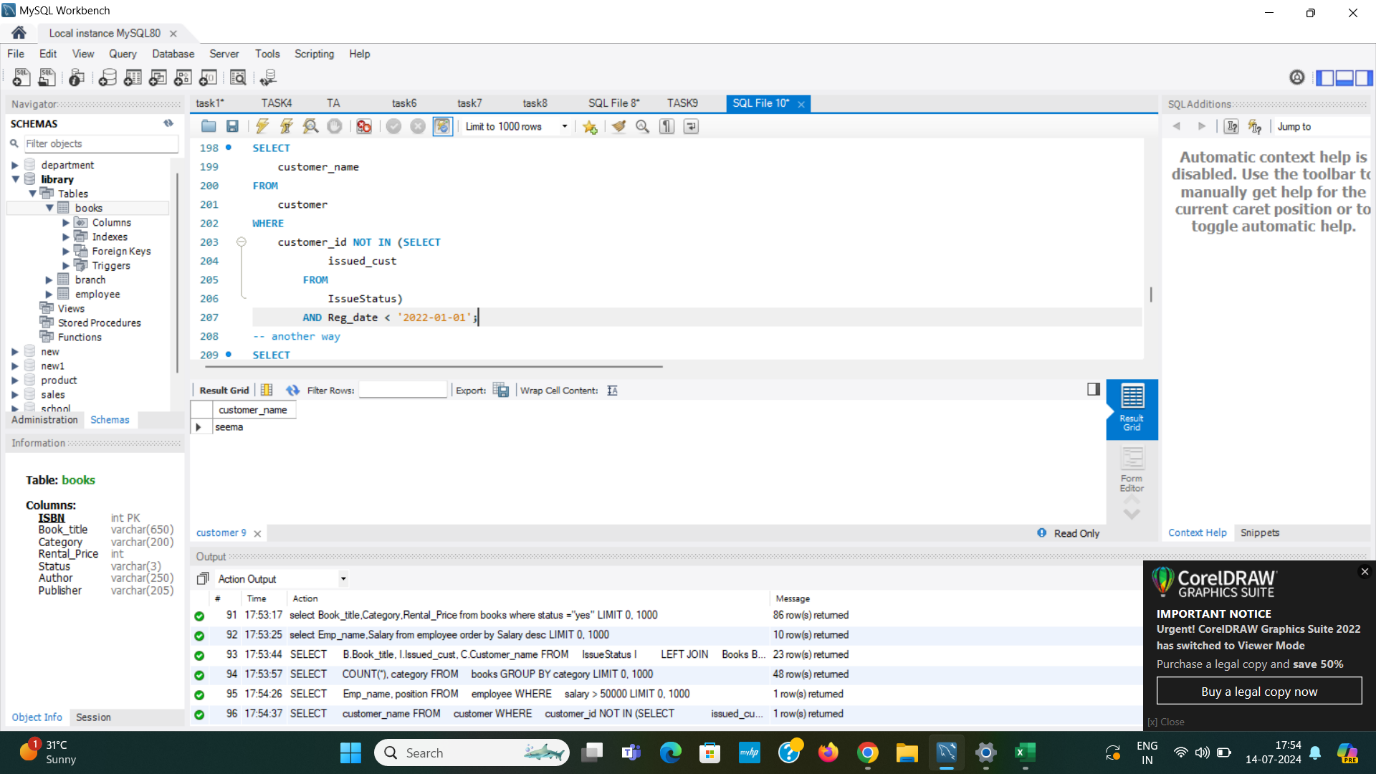 MySQL Workbench
Local instance MySQL80
File Edit View Query Database Server Tools Scripting Help
Navigator
SCHEMAS
Filter objects
department
library
Tables
books
Columns
Indexes
Foreign Keys
Triggers
branch
employee
Views
Stored Procedures
Functions
new
new1
product
sales
school
Administration Schemas
Information
Table: books
Columns:
ISBN int PK
Book_title varchar(650)
Category varchar(200)
Rental_Price int
Status varchar(3)
Author varchar(250)
Publisher varchar(205)
Object Info Session
task1* TASK4 TA task6 task7 task8 SQL File 8* TASK9 SQL File 10*
Limit to 1000 rows
198 SELECT
199 customer_name
200 FROM
201 customer
202 WHERE
203 customer_id NOT IN (SELECT
204 issued_cust
205 FROM
206 IssueStatus)
207 AND Reg_date < '2022-01-01';
208 -- another way
209 SELECT
Result Grid Filter Rows: Export: Wrap Cell Content:
customer_name
seema
Result
Grid
Form
Editor
customer 9
Read Only
Output
Action Output
# Time Action Message
91 17:53:17 select Book_title,Category,Rental_Price from books where status ="yes" LIMIT 0, 1000 86 row(s) returned
92 17:53:25 select Emp_name,Salary from employee order by Salary desc LIMIT 0, 1000 10 row(s) returned
93 17:53:44 SELECT B.Book_title, I.Issued_cust, C.Customer_name FROM IssueStatus I LEFT JOIN Books B... 23 row(s) returned
94 17:53:57 SELECT COUNT(*), category FROM books GROUP BY category LIMIT 0, 1000 48 row(s) returned
95 17:54:26 SELECT Emp_name, position FROM employee WHERE salary > 50000 LIMIT 0, 1000 1 row(s) returned
96 17:54:37 SELECT customer_name FROM customer WHERE customer_id NOT IN (SELECT issued_cu... 1 row(s) returned
SQLAdditions
Jump to
Automatic context help is
disabled. Use the toolbar to
manually get help for the
current caret position or to
toggle automatic help.
Context Help Snippets
CorelDRAW
GRAPHICS SUITE
IMPORTANT NOTICE
Urgent! CorelDRAW Graphics Suite 2022
has switched to Viewer Mode
Purchase a legal copy and save 50%
Buy a legal copy now
[x] Close
1
31°C
Sunny
Search
ENG
IN
17:54
14-07-2024
PRE